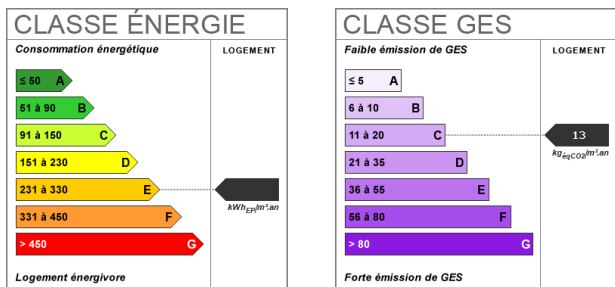 CLASSE ÉNERGIE
Consommation énergétique
LOGEMENT
≤ 50 A
51 à 90 B
91 à 150 C
151 à 230 D
231 à 330 E
kWhEP/m².an
331 à 450 F
> 450 G
Logement énergivore
CLASSE GES
Faible émission de GES
LOGEMENT
≤ 5 A
6 à 10 B
11 à 20 C
13
kgéqCO2/m².an
21 à 35 D
36 à 55 E
56 à 80 F
> 80 G
Forte émission de GES